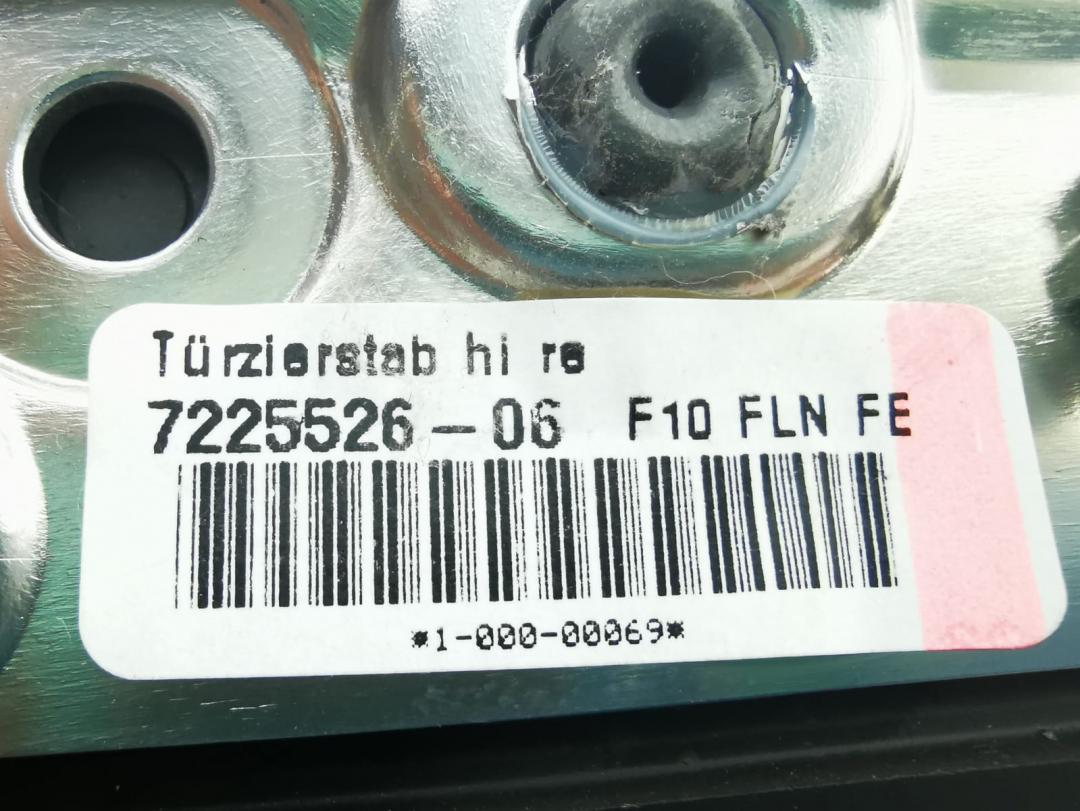 Türzierstab hi re
7225526-06 F10 FLN FE
*1-000-00069*